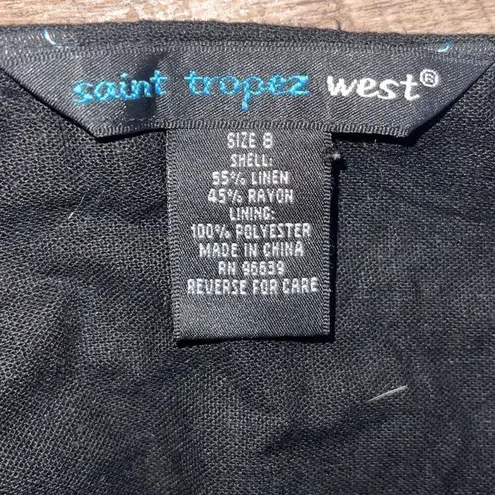 saint tropez west®
SIZE 8
SHELL:
55% LINEN
45% RAYON
LINING:
100% POLYESTER
MADE IN CHINA
RN 96639
REVERSE FOR CARE